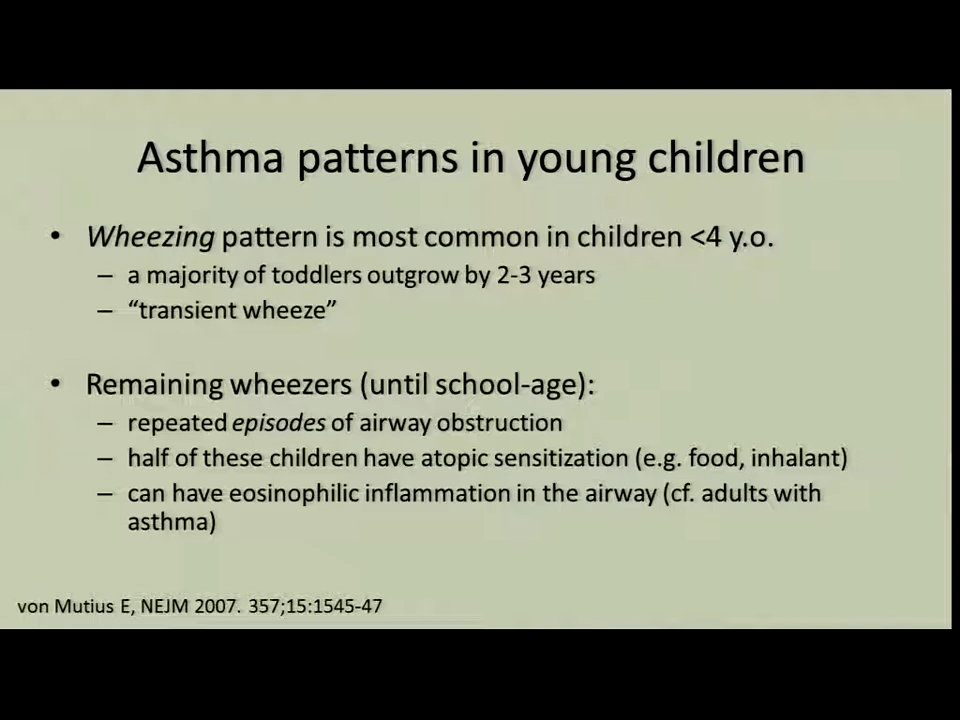 Asthma patterns in young children
• Wheezing pattern is most common in children <4 y.o.
– a majority of toddlers outgrow by 2-3 years
– “transient wheeze”
• Remaining wheezers (until school-age):
– repeated episodes of airway obstruction
– half of these children have atopic sensitization (e.g. food, inhalant)
– can have eosinophilic inflammation in the airway (cf. adults with
asthma)
von Mutius E, NEJM 2007. 357;15:1545-47